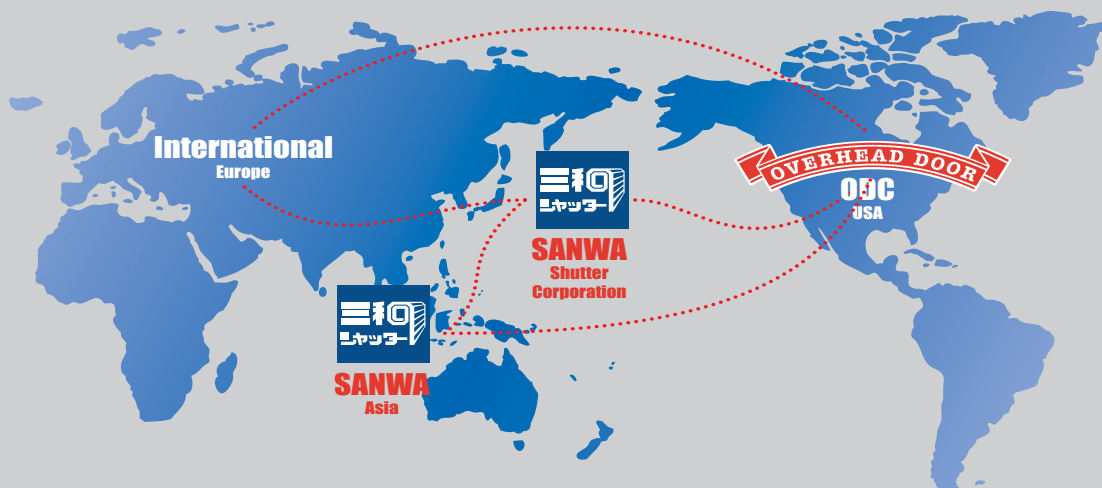 International
Europe
三和
シャッター
SANWA
Shutter
Corporation
OVERHEAD DOOR
ODC
USA
三和
シャッター
SANWA
Asia